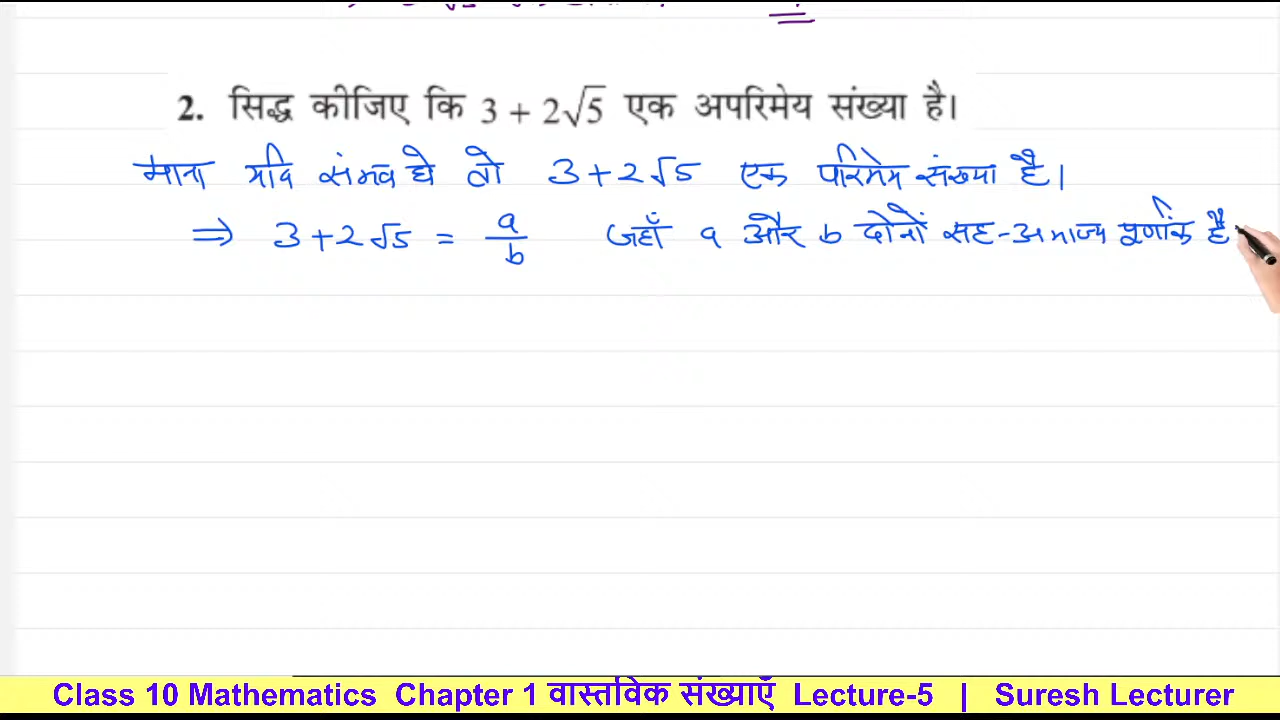 2. सिद्ध कीजिए कि 3 + 2√5 एक अपरिमेय संख्या है।
माना यदि संभव हो तो 3 + 2√5 एक परिमेय संख्या है।
⇒ 3 + 2√5 = a/b जहाँ a और b दोनों सह-अभाज्य पूर्णांक है
Class 10 Mathematics Chapter 1 वास्तविक संख्याएँ Lecture-5 | Suresh Lecturer